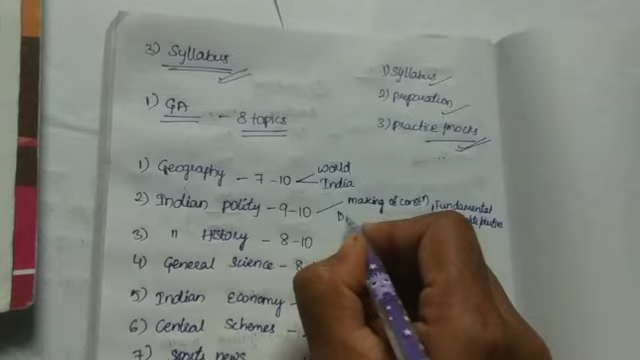 3) Syllabus
1) GA - 8 topics
1) Syllabus
2) Preparation
3) Practice mocks
1) Geography - 7-10 < World
India
2) Indian polity - 9-10 making of constn), Fundamental
3) " History - 8-10
4) General Science - 8
5) Indian Economy -
6) Central Schemes -
7) Sports news